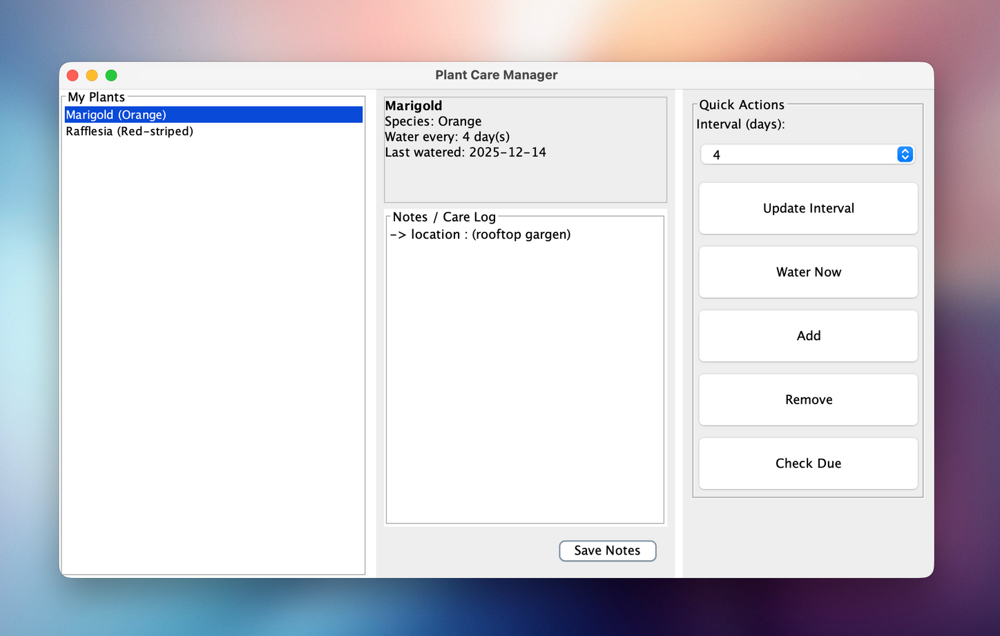 Plant Care Manager
My Plants
Marigold (Orange)
Rafflesia (Red-striped)
Marigold
Species: Orange
Water every: 4 day(s)
Last watered: 2025-12-14
Notes / Care Log
-> location : (rooftop gargen)
Save Notes
Quick Actions
Interval (days):
4
Update Interval
Water Now
Add
Remove
Check Due